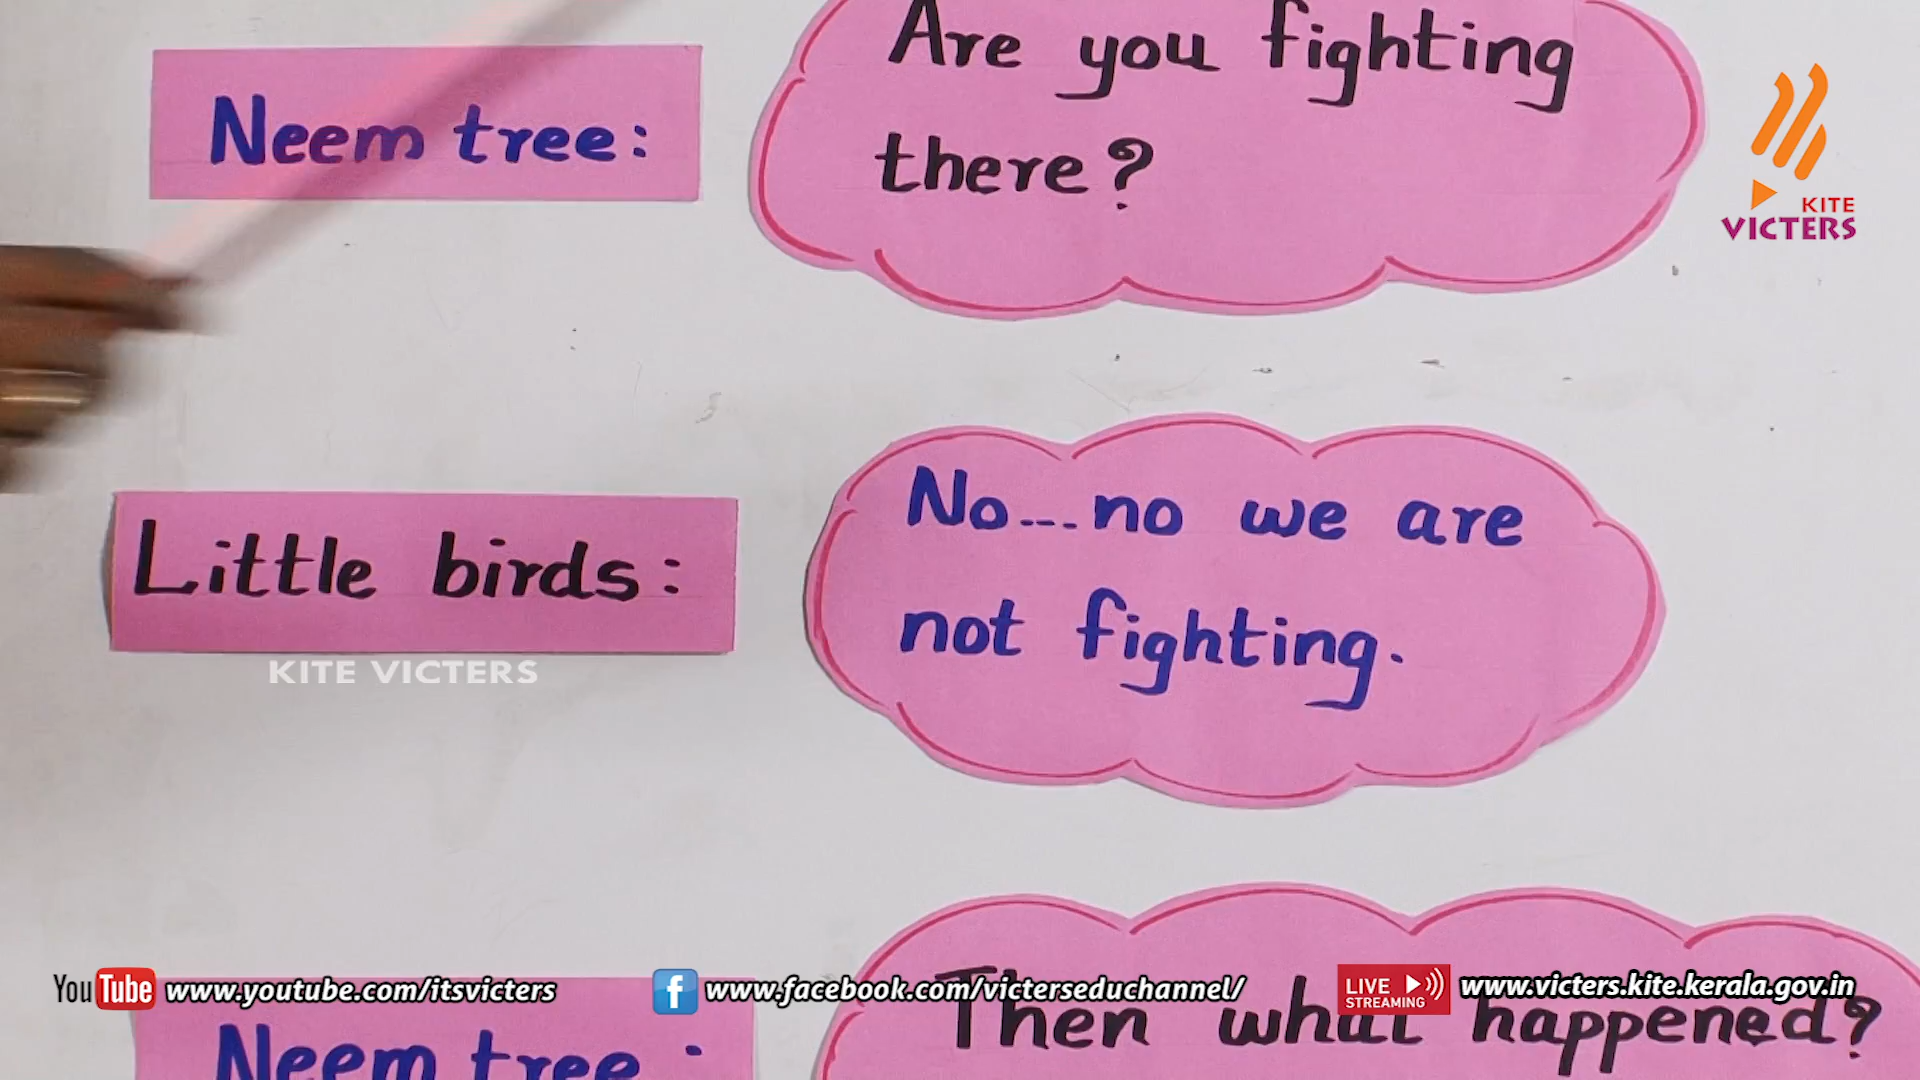 Neem tree:
Are you fighting
there?
KITE
VICTERS
Little birds:
No...no we are
not fighting.
KITE VICTERS
Neem tree:
Then what happened?
YouTube www.youtube.com/itsvicters
f www.facebook.com/victerseduchannel/
LIVE
STREAMING
www.victers.kite.kerala.gov.in